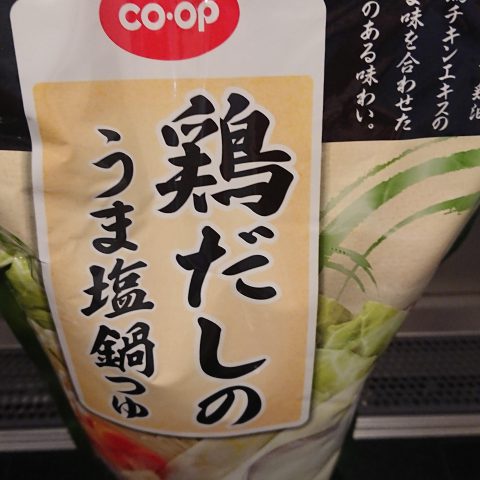 co·op
鶏だしの
うま塩鍋つゆ
チキンエキスの
ま味を合わせた
のある味わい。